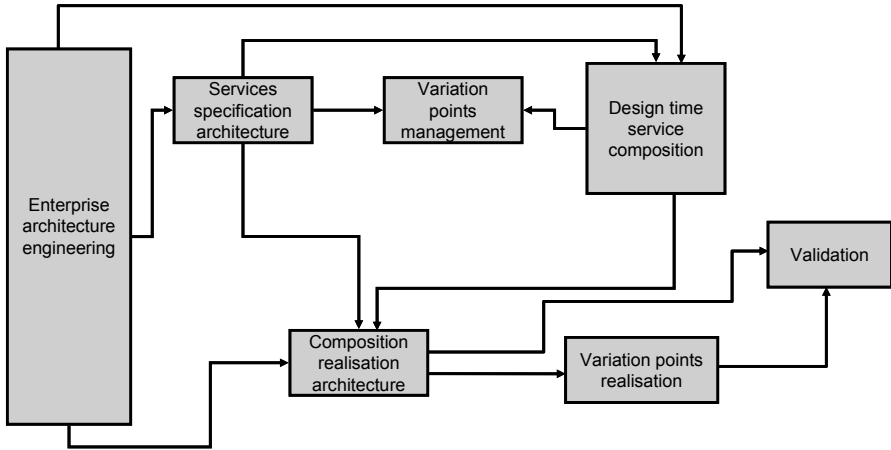 Services
specification
architecture
Variation
points
management
Design time
service
composition
Enterprise
architecture
engineering
Validation
Composition
realisation
architecture
Variation points
realisation